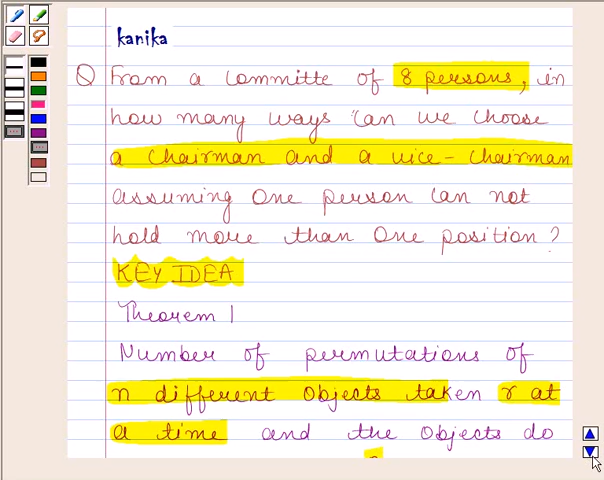 kanika
Q From a committe of 8 persons, in
how many ways can we choose
a chairman and a vice-chairman
assuming one person can not
hold more than one position?
KEY IDEA
Theorem 1
Number of permutations of
n different objects taken r at
a time and the objects do